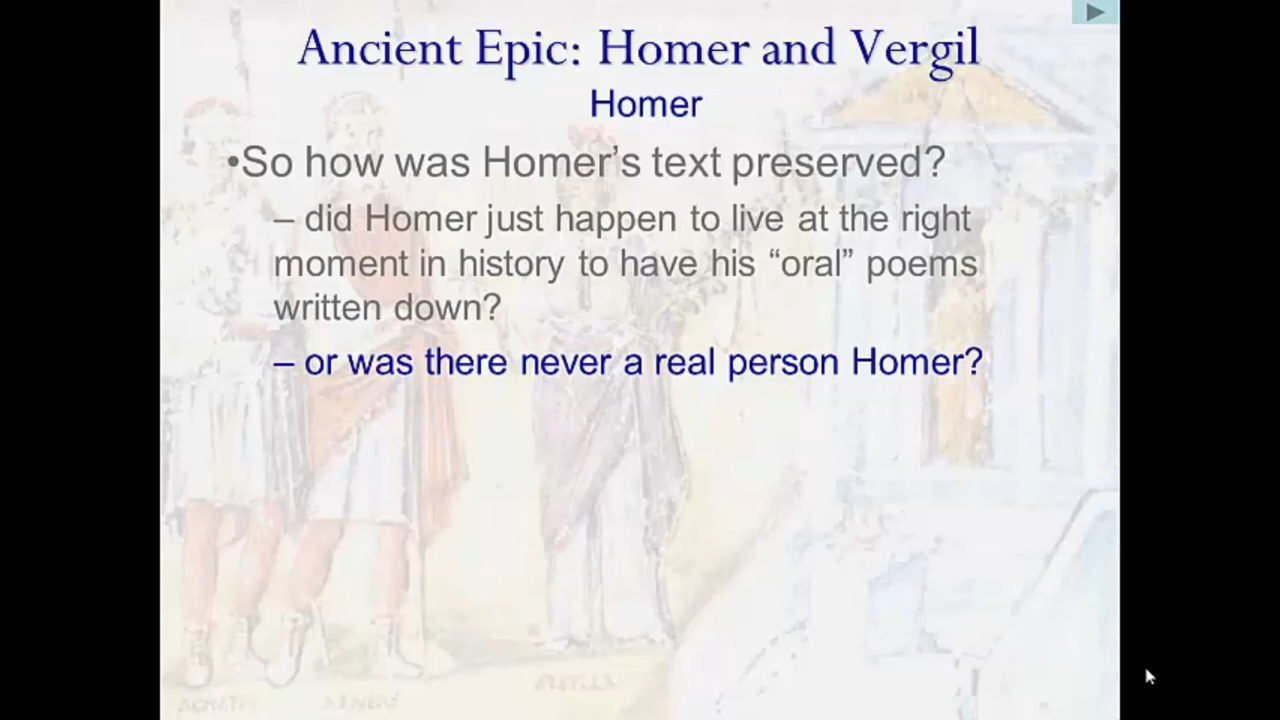 Ancient Epic: Homer and Vergil
Homer
•So how was Homer’s text preserved?
– did Homer just happen to live at the right
moment in history to have his “oral” poems
written down?
– or was there never a real person Homer?